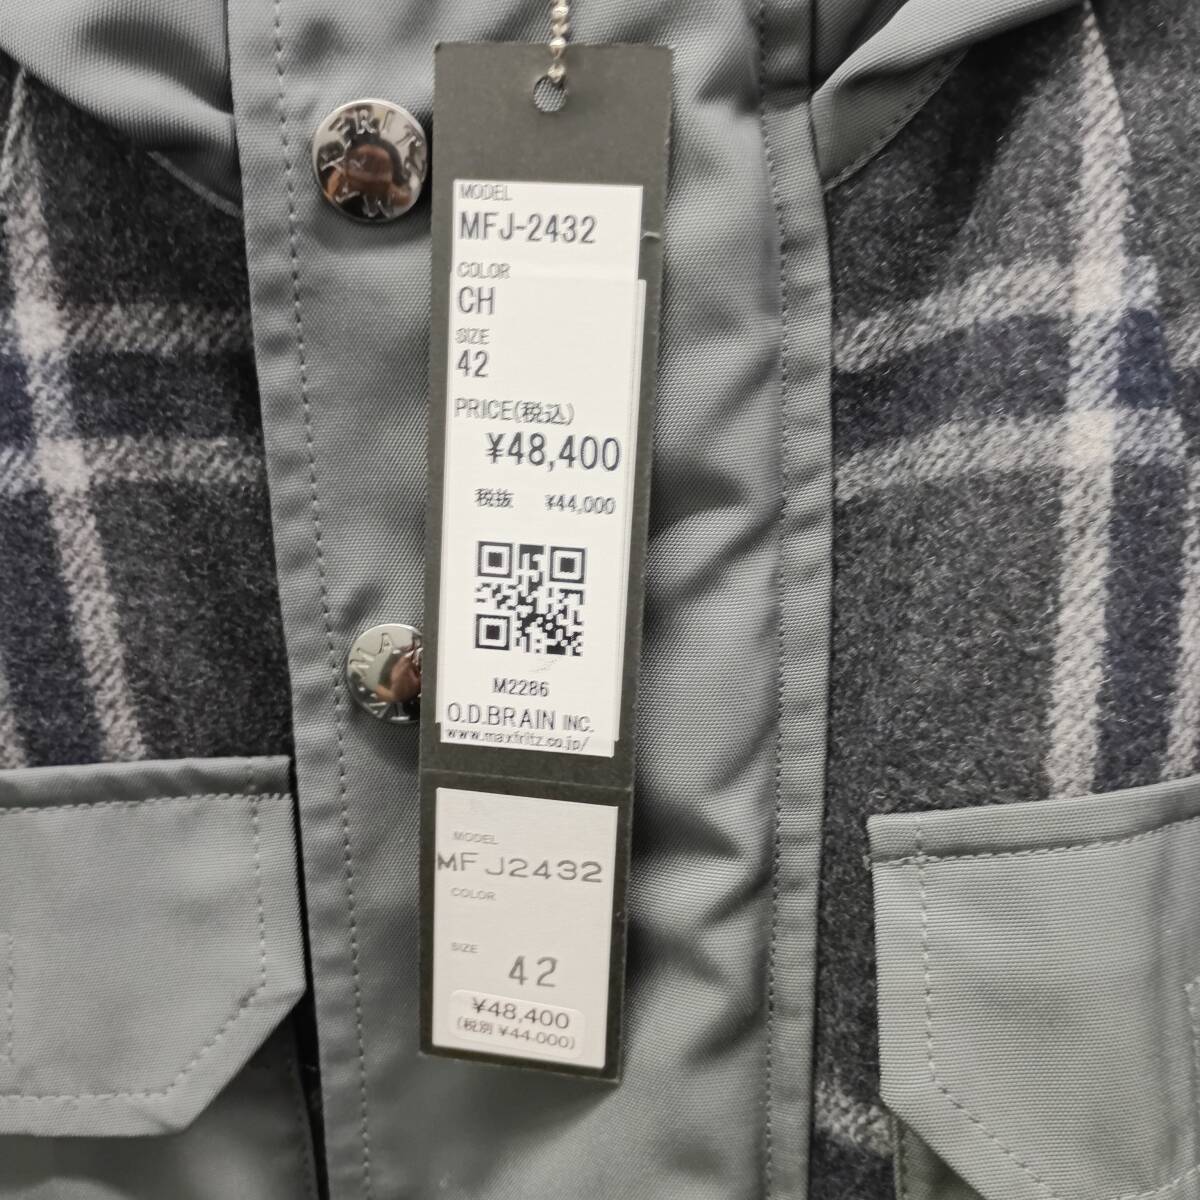 MODEL
MFJ-2432
COLOR
CH
SIZE
42
PRICE(税込)
¥48,400
税抜 ¥44,000
M2286
O.D.BRAIN INC.
www.maxfritz.co.jp/
MODEL
MFJ2432
COLOR
SIZE
42
¥48,400
(税別 ¥44,000)